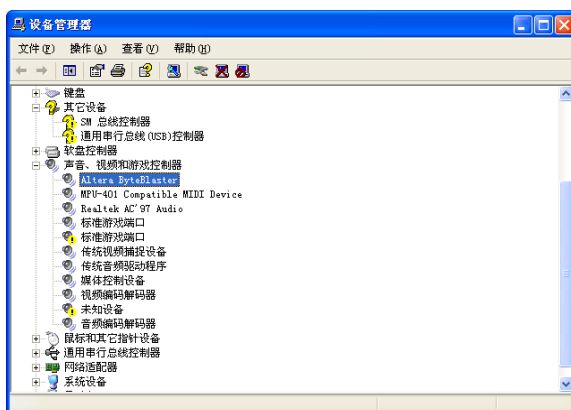 设备管理器
文件(F) 操作(A) 查看(V) 帮助(H)
键盘
其它设备
SM 总线控制器
通用串行总线(USB)控制器
软盘控制器
声音、视频和游戏控制器
Altera ByteBlaster
MPU-401 Compatible MIDI Device
Realtek AC'97 Audio
标准游戏端口
标准游戏端口
传统视频捕捉设备
传统音频驱动程序
媒体控制设备
视频编码解码器
未知设备
音频编码解码器
鼠标和其它指针设备
通用串行总线控制器
网络适配器
系统设备